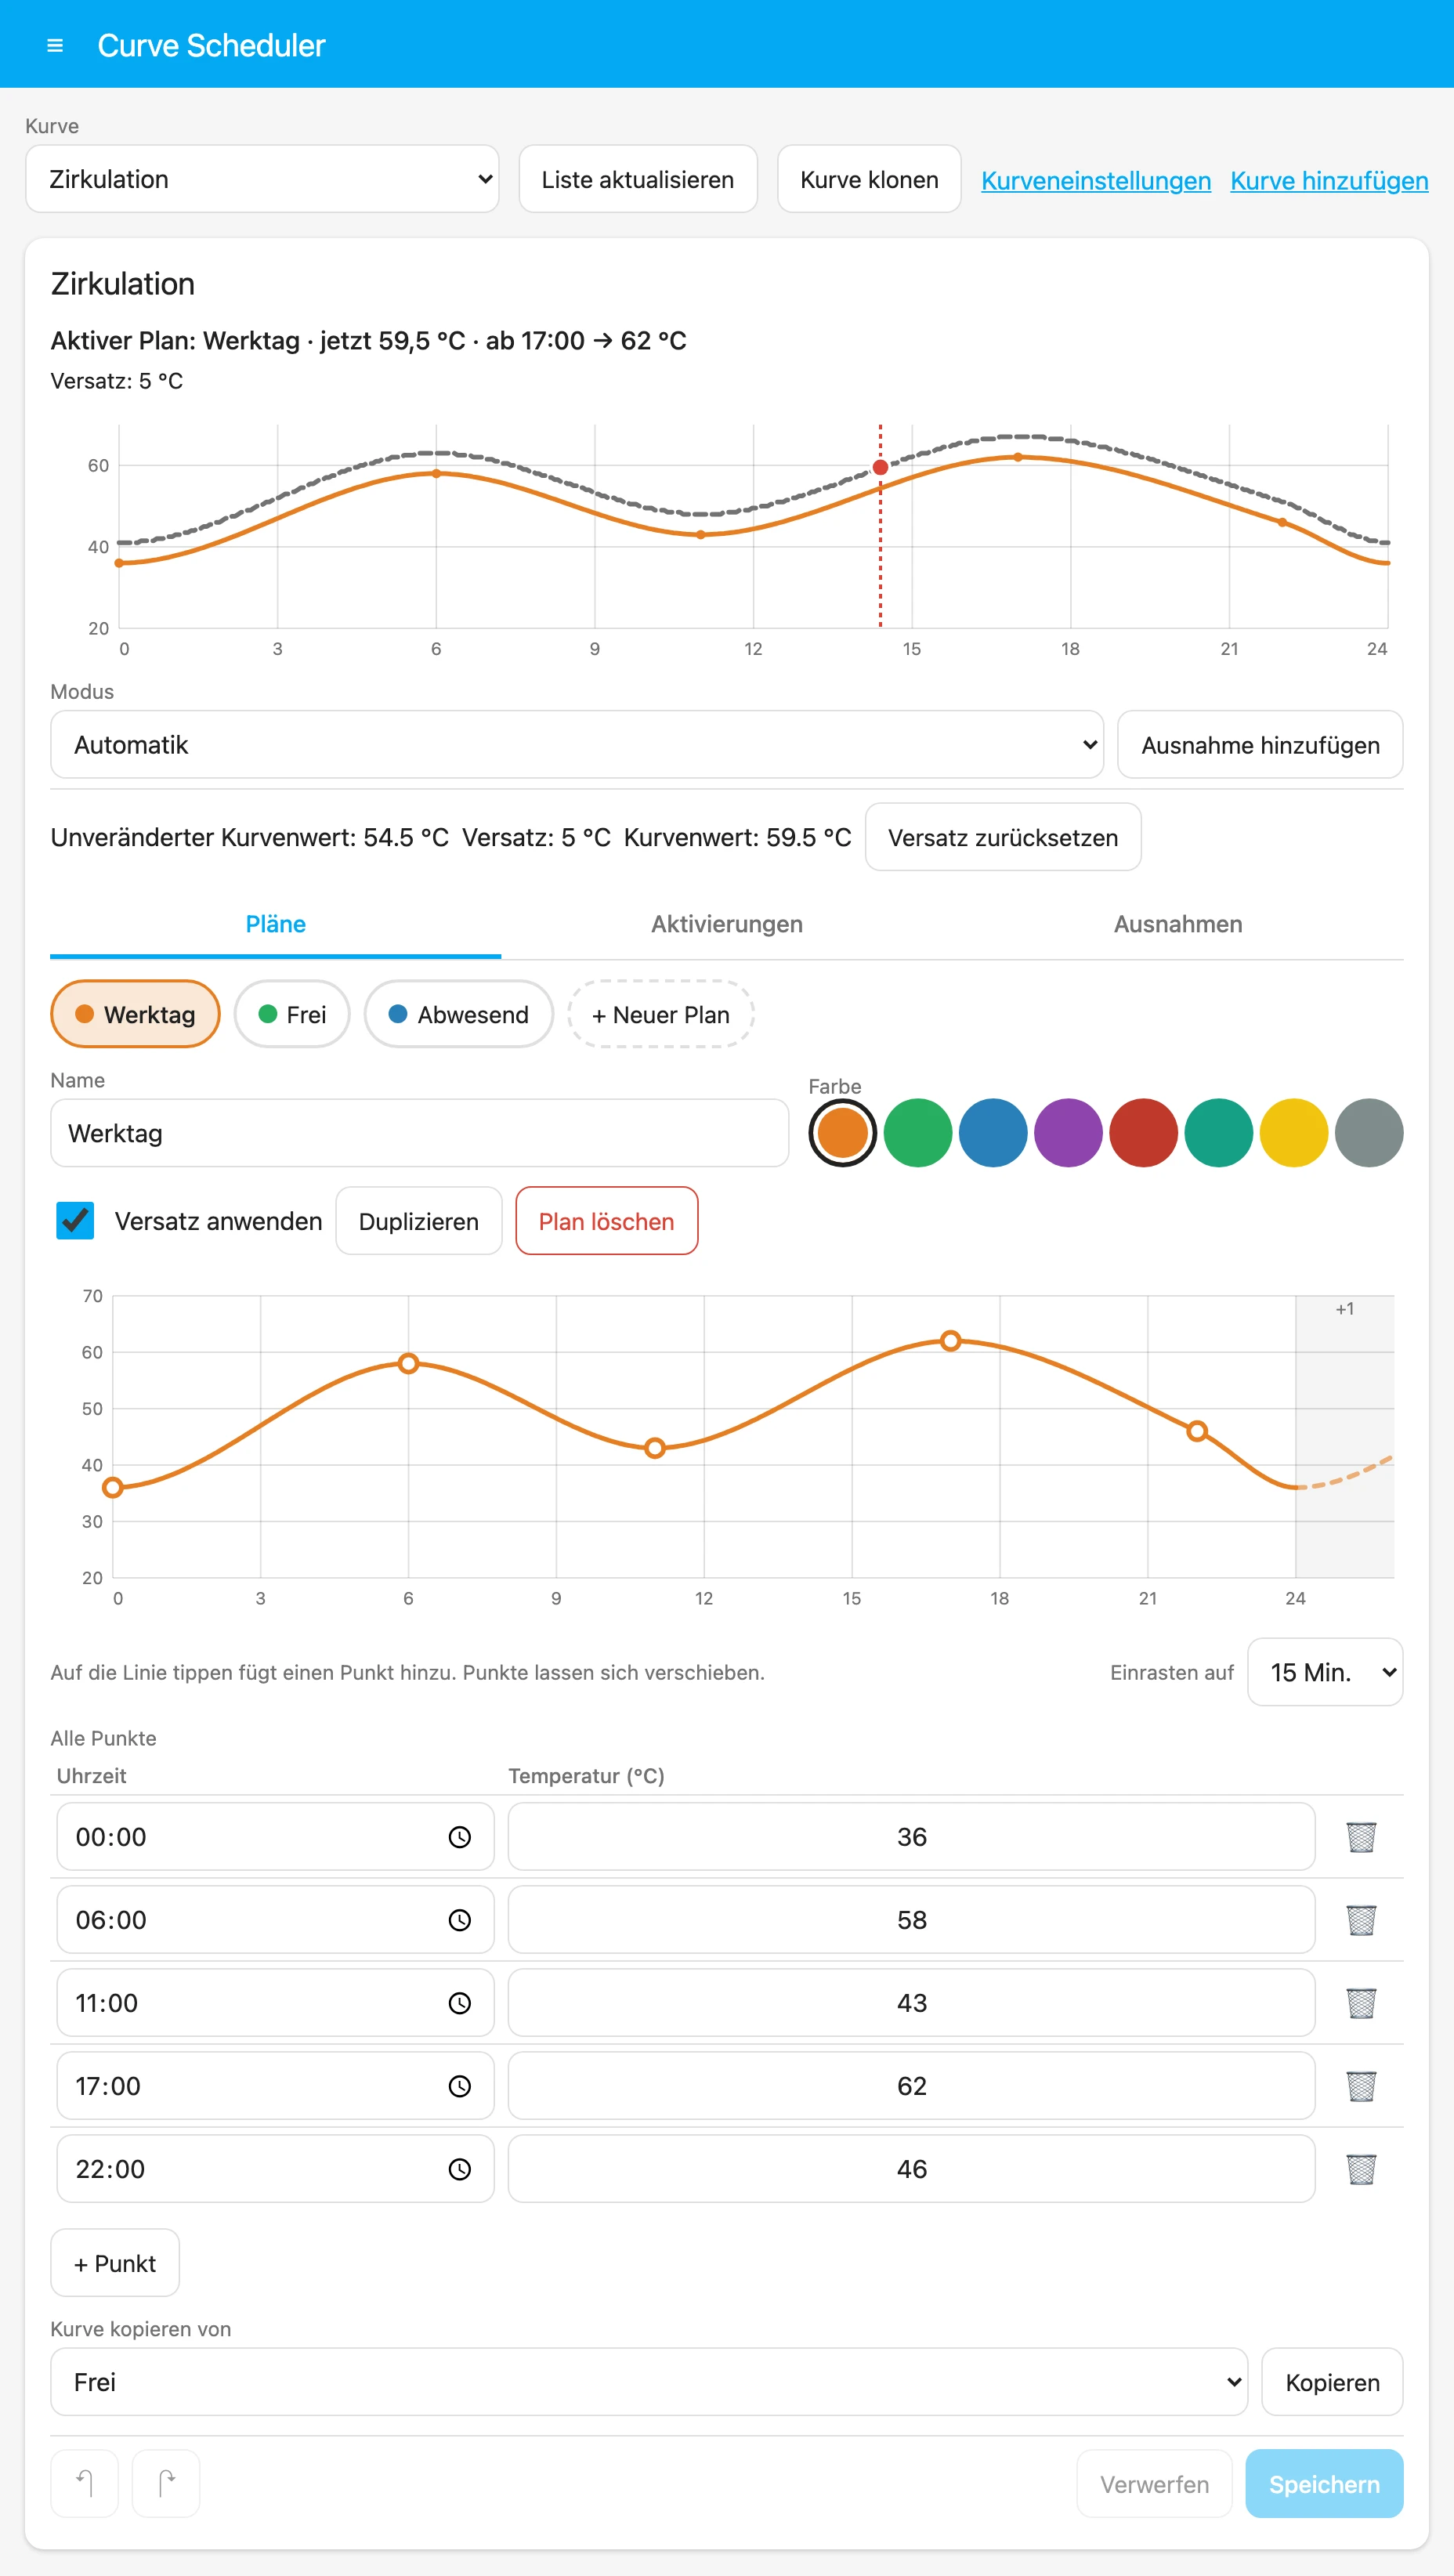 ≡ Curve Scheduler
Kurve
Zirkulation Liste aktualisieren Kurve klonen Kurveneinstellungen Kurve hinzufügen
Zirkulation
Aktiver Plan: Werktag · jetzt 59,5 °C · ab 17:00 → 62 °C
Versatz: 5 °C
60
40
20
0 3 6 9 12 15 18 21 24
Modus
Automatik Ausnahme hinzufügen
Unveränderter Kurvenwert: 54.5 °C Versatz: 5 °C Kurvenwert: 59.5 °C Versatz zurücksetzen
Pläne Aktivierungen Ausnahmen
Werktag Frei Abwesend + Neuer Plan
Name Farbe
Werktag
Versatz anwenden Duplizieren Plan löschen
70
+1
60
50
40
30
20
0 3 6 9 12 15 18 21 24
Auf die Linie tippen fügt einen Punkt hinzu. Punkte lassen sich verschieben. Einrasten auf 15 Min.
Alle Punkte
Uhrzeit Temperatur (°C)
00:00 36
06:00 58
11:00 43
17:00 62
22:00 46
+ Punkt
Kurve kopieren von
Frei Kopieren
Verwerfen Speichern